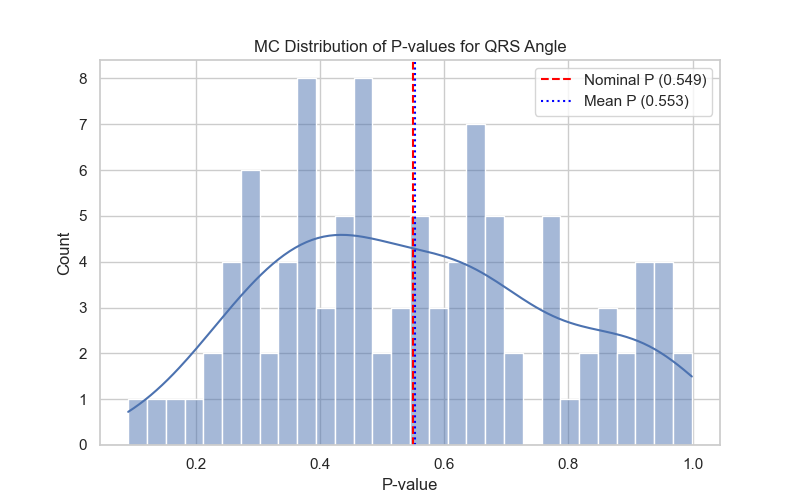 MC Distribution of P-values for QRS Angle
Nominal P (0.549)
Mean P (0.553)
8
7
6
5
4
3
2
1
0
Count
0.2 0.4 0.6 0.8 1.0
P-value